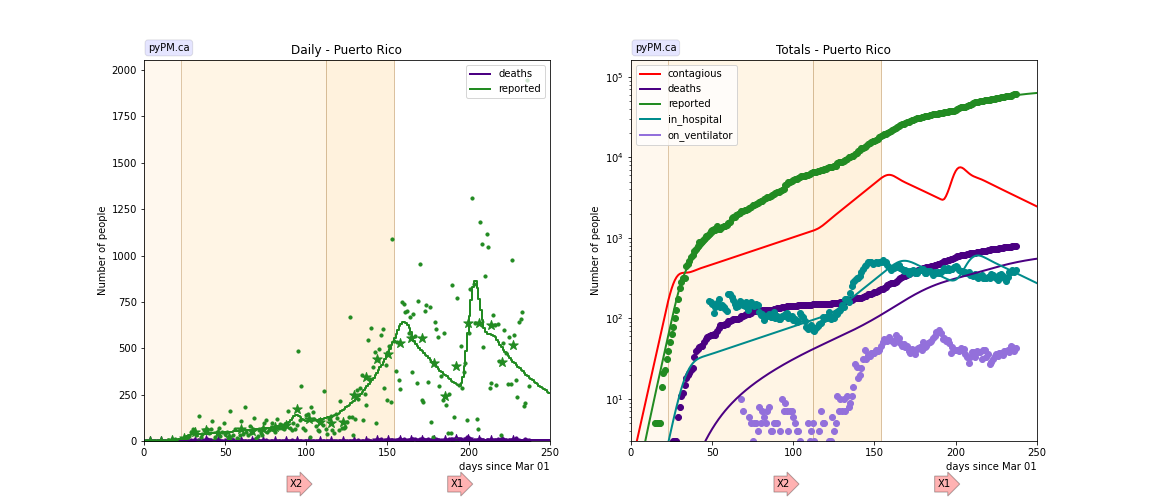 pyPM.ca
Daily - Puerto Rico
deaths
reported
Number of people
2000
1750
1500
1250
1000
750
500
250
0
0 50 100 150 200 250
days since Mar 01
X2
X1
pyPM.ca
Totals - Puerto Rico
contagious
deaths
reported
in_hospital
on_ventilator
Number of people
10^5
10^4
10^3
10^2
10^1
0 50 100 150 200 250
days since Mar 01
X2
X1